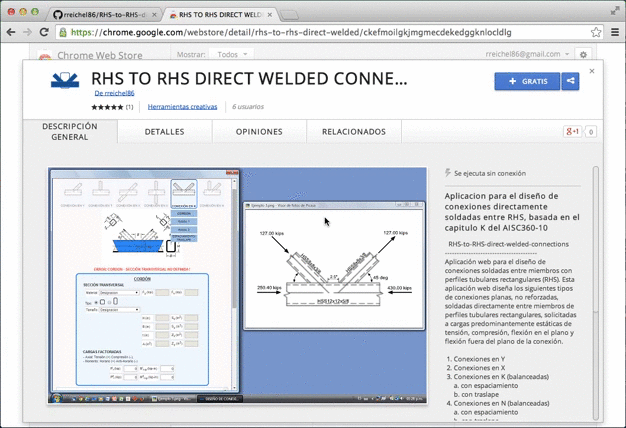 rreichel86/RHS-to-RHS-d
RHS TO RHS DIRECT WELD
https://chrome.google.com/webstore/detail/rhs-to-rhs-direct-welded/ckefmoilgkjmgmecdekedggknlocldlg
Chrome Web Store
Mostrar:
Todos
rreichel86@gmail.com
RHS TO RHS DIRECT WELDED CONNE...
De rreichel86
(1)
Herramientas creativas
6 usuarios
+ GRATIS
DESCRIPCIÓN
GENERAL
DETALLES
OPINIONES
RELACIONADOS
g+1
0
CONEXIÓN EN K
CORDON
CORDÓN
SECCIÓN TRANSVERSAL
CARGAS FACTORADAS
127.00 kips
127.00 kips
45 deg
250.40 kips
430.00 kips
HSS12x12x5/8
Se ejecuta sin conexión
Aplicacion para el diseño de
conexiones directamente
soldadas entre RHS, basada en el
capitulo K del AISC360-10
RHS-to-RHS-direct-welded-connections
Aplicación web para el diseño de
conexiones soldadas entre miembros con
perfiles tubulares rectangulares (RHS). Esta
aplicación web diseña los siguientes tipos
de conexiones planas, no reforzadas,
soldadas directamente entre miembros de
perfiles tubulares rectangulares, solicitadas
a cargas predominantemente estáticas de
tensión, compresión, flexión en el plano y
flexión fuera del plano de la conexión.
1. Conexiones en Y
2. Conexiones en X
3. Conexiones en K (balanceadas)
a. con espaciamiento
b. con traslape
4. Conexiones en N (balanceadas)
a. con espaciamiento